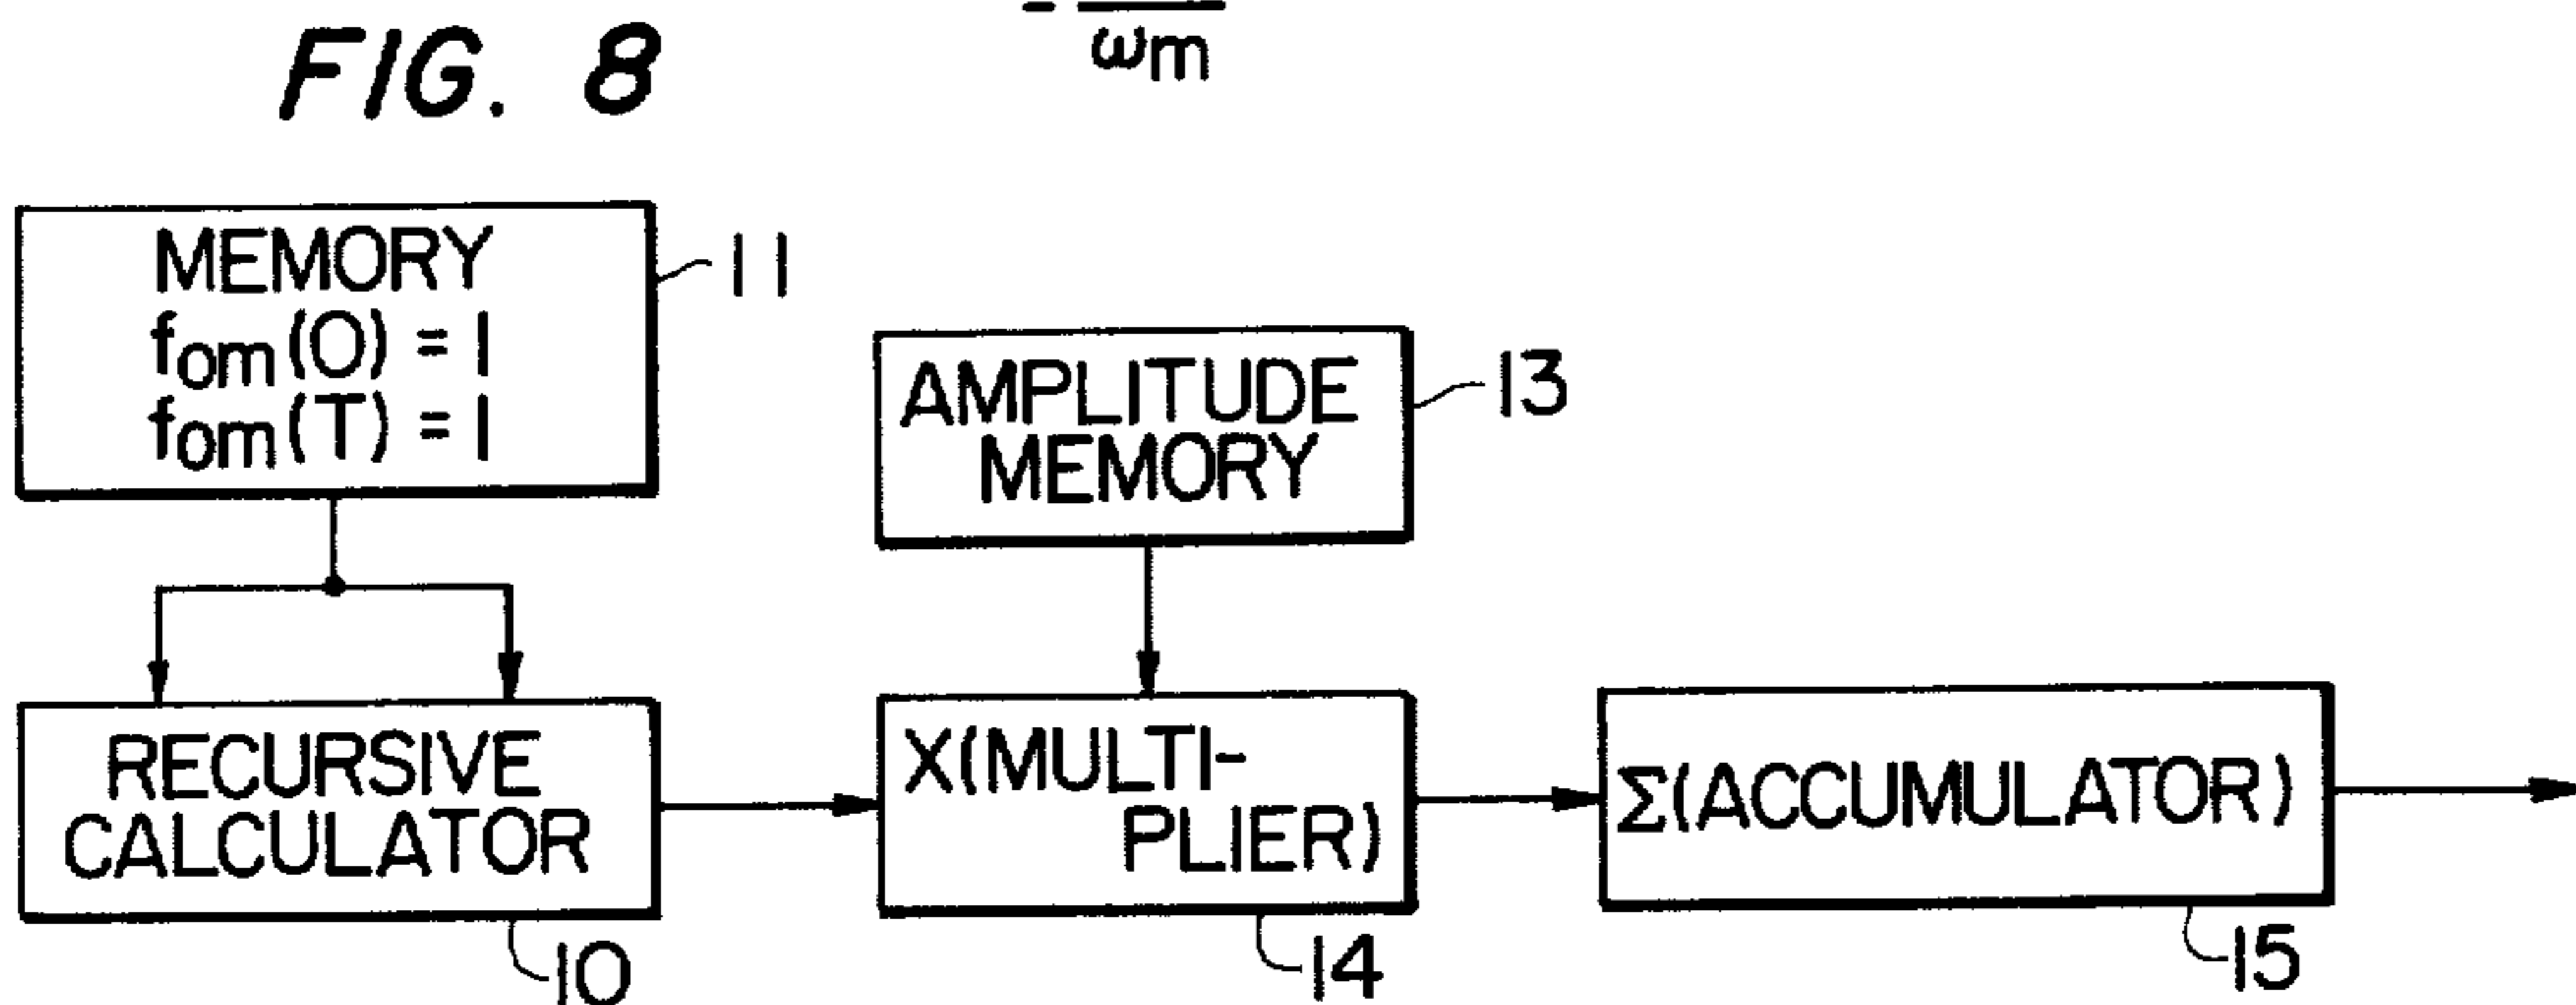 FIG. 8
- ωm
MEMORY
fom(O) = 1
fom(T) = 1
11
AMPLITUDE
MEMORY
13
RECURSIVE
CALCULATOR
10
X(MULTI-
PLIER)
14
Σ(ACCUMULATOR)
15